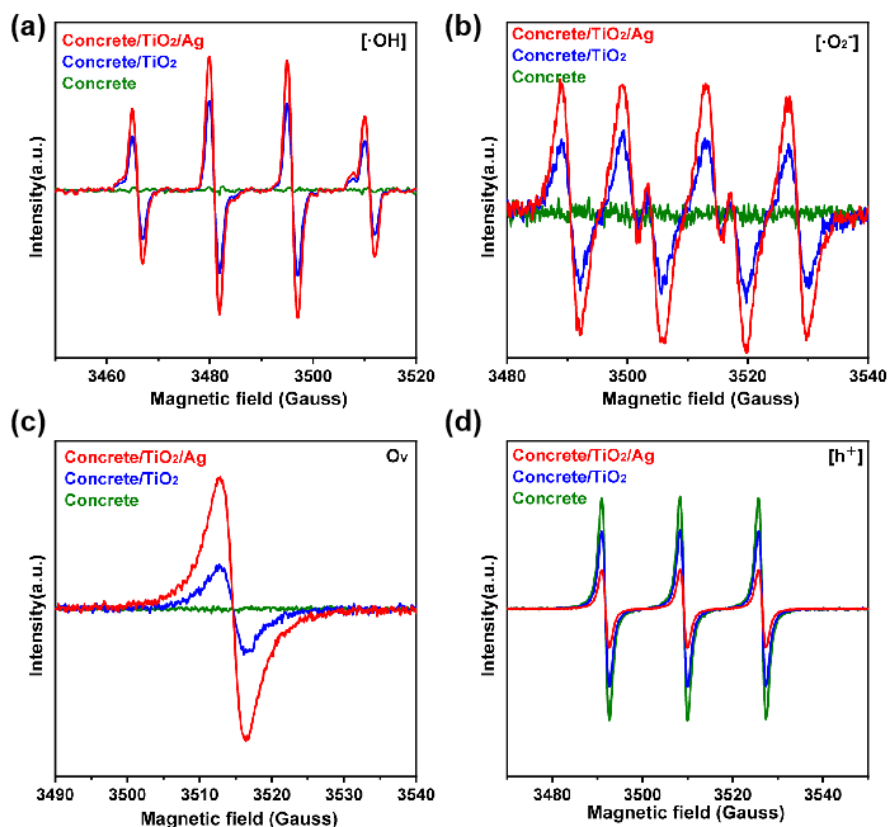 (a)
Concrete/TiO₂/Ag
[·OH]
Concrete/TiO₂
Concrete
Intensity(a.u.)
3460 3480 3500 3520
Magnetic field (Gauss)
(b)
Concrete/TiO₂/Ag
[·O₂⁻]
Concrete/TiO₂
Concrete
Intensity(a.u.)
3480 3500 3520 3540
Magnetic field (Gauss)
(c)
Concrete/TiO₂/Ag
Oᵥ
Concrete/TiO₂
Concrete
Intensity(a.u.)
3490 3500 3510 3520 3530 3540
Magnetic field (Gauss)
(d)
Concrete/TiO₂/Ag
[h⁺]
Concrete/TiO₂
Concrete
Intensity(a.u.)
3480 3500 3520 3540
Magnetic field (Gauss)